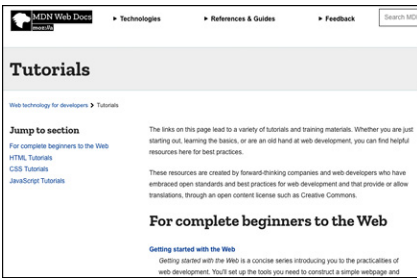 MDN Web Docs
moz://a
Technologies
References & Guides
Feedback
Search MD
Tutorials
Web technology for developers > Tutorials
Jump to section
For complete beginners to the Web
HTML Tutorials
CSS Tutorials
JavaScript Tutorials
The links on this page lead to a variety of tutorials and training materials. Whether you are just
starting out, learning the basics, or are an old hand at web development, you can find helpful
resources here for best practices.
These resources are created by forward-thinking companies and web developers who have
embraced open standards and best practices for web development and that provide or allow
translations, through an open content license such as Creative Commons.
For complete beginners to the Web
Getting started with the Web
Getting started with the Web is a concise series introducing you to the practicalities of
web development. You'll set up the tools you need to construct a simple webpage and